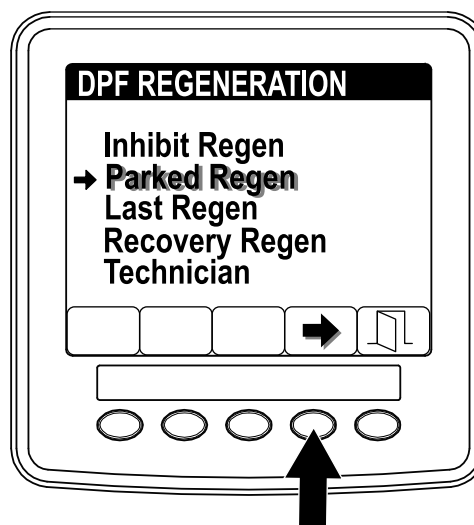 DPF REGENERATION
Inhibit Regen
Parked Regen
Last Regen
Recovery Regen
Technician